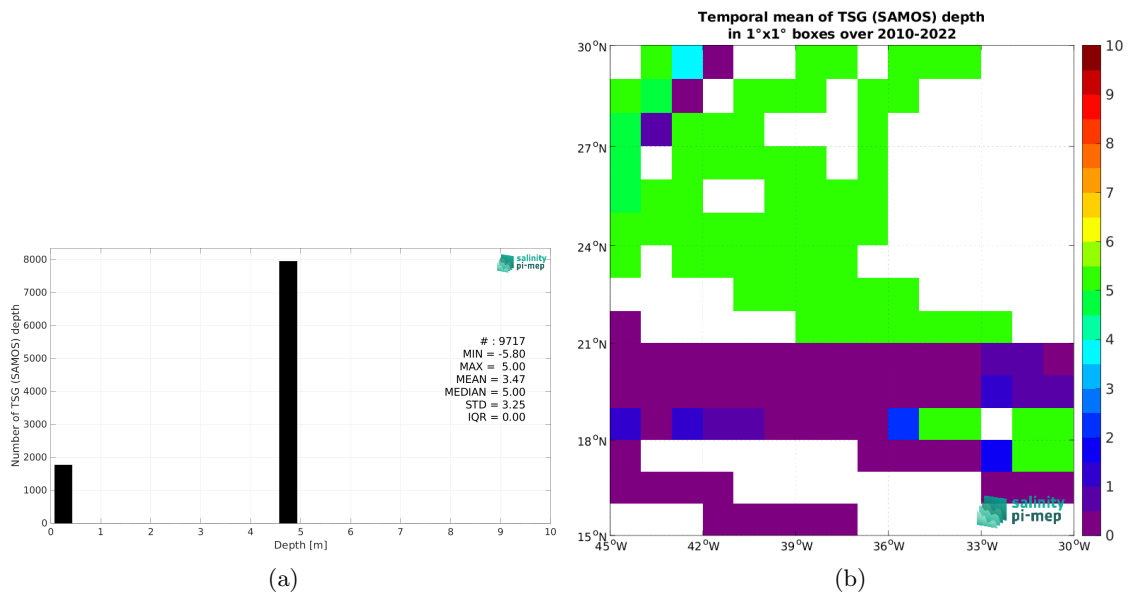 8000
7000
6000
5000
4000
3000
2000
1000
0
Number of TSG (SAMOS) depth
salinity
pi-mep
# : 9717
MIN = -5.80
MAX = 5.00
MEAN = 3.47
MEDIAN = 5.00
STD = 3.25
IQR = 0.00
0 1 2 3 4 5 6 7 8 9 10
Depth [m]
(a)
Temporal mean of TSG (SAMOS) depth
in 1°x1° boxes over 2010-2022
30°N
27°N
24°N
21°N
18°N
15°N
45°W 42°W 39°W 36°W 33°W 30°W
salinity
pi-mep
10
9
8
7
6
5
4
3
2
1
0
(b)